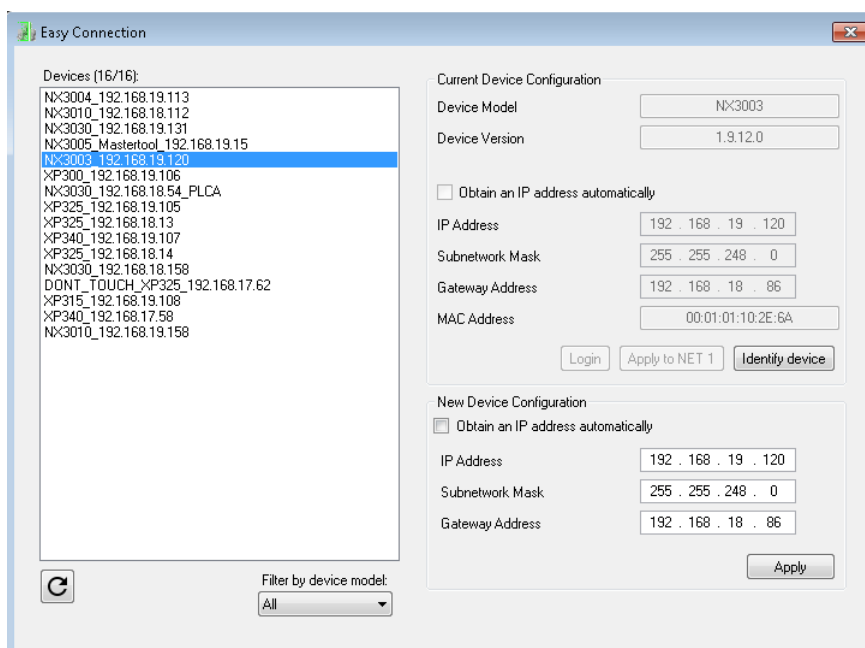 Easy Connection
Devices (16/16):
NX3004_192.168.19.113
NX3010_192.168.18.112
NX3030_192.168.19.131
NX3005_Mastertool_192.168.19.15
NX3003_192.168.19.120
XP300_192.168.19.106
NX3030_192.168.18.54_PLCA
XP325_192.168.19.105
XP325_192.168.18.13
XP340_192.168.19.107
XP325_192.168.18.14
NX3030_192.168.18.158
DONT_TOUCH_XP325_192.168.17.62
XP315_192.168.19.108
XP340_192.168.17.58
NX3010_192.168.19.158
Filter by device model:
All
Current Device Configuration
Device Model NX3003
Device Version 1.9.12.0
Obtain an IP address automatically
IP Address 192 . 168 . 19 . 120
Subnetwork Mask 255 . 255 . 248 . 0
Gateway Address 192 . 168 . 18 . 86
MAC Address 00:01:01:10:2E:6A
Login Apply to NET 1 Identify device
New Device Configuration
Obtain an IP address automatically
IP Address 192 . 168 . 19 . 120
Subnetwork Mask 255 . 255 . 248 . 0
Gateway Address 192 . 168 . 18 . 86
Apply